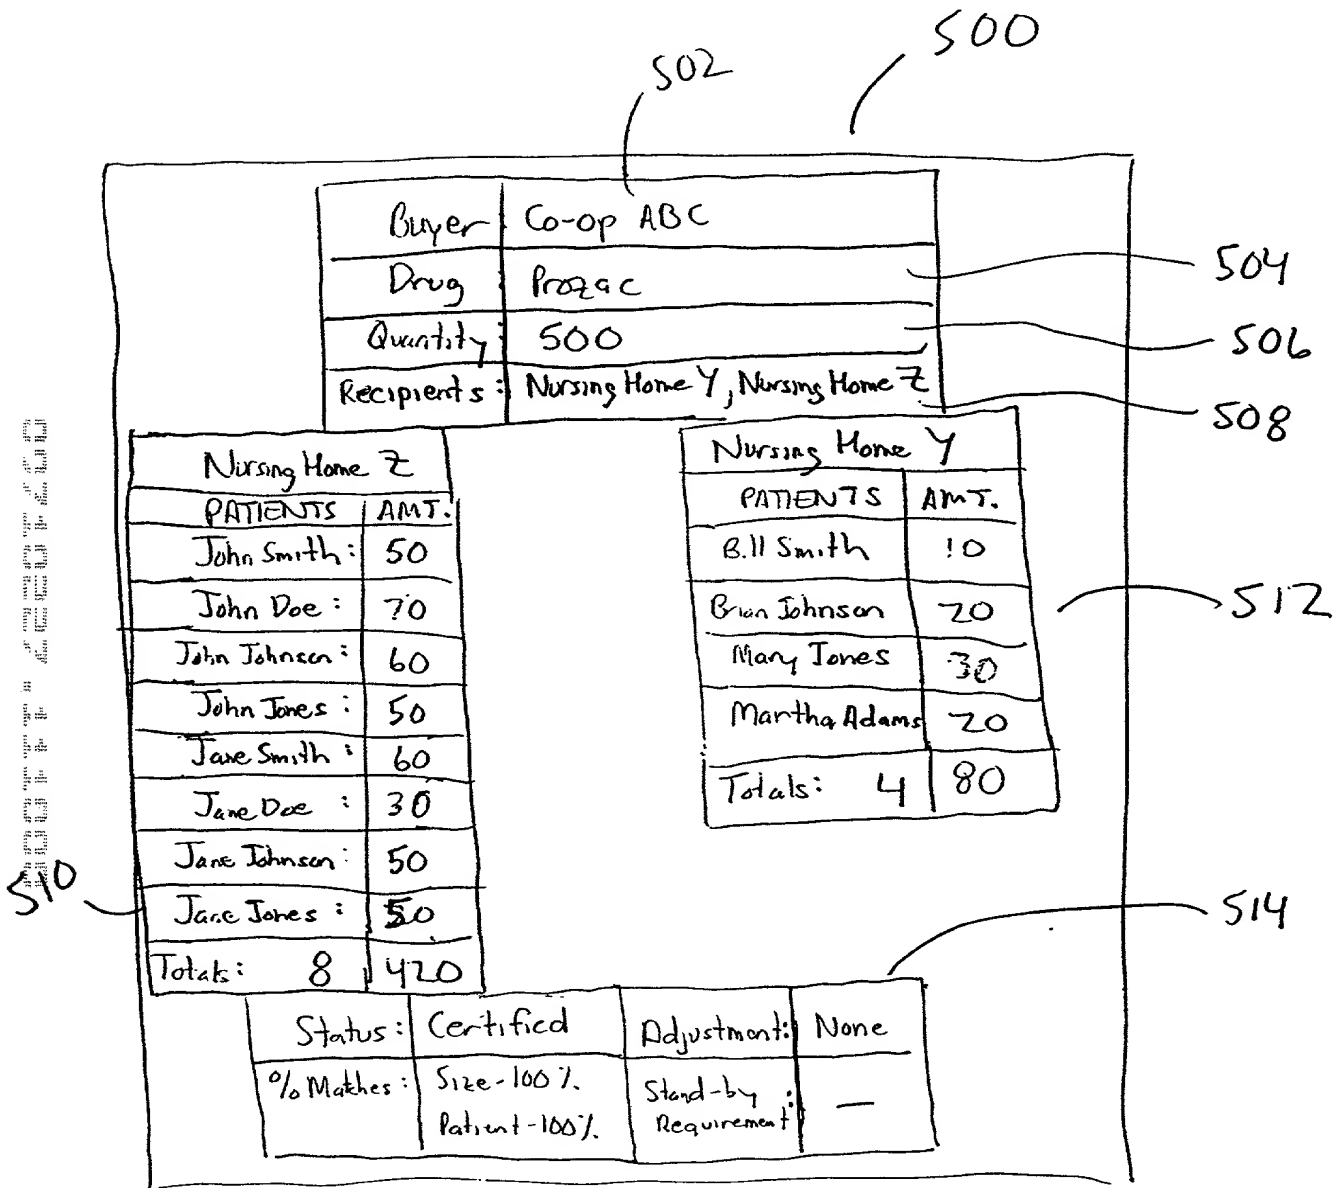 500
502
Buyer Co-op ABC
Drug : Prozac
504
Quantity : 500
506
Recipients : Nursing Home Y, Nursing Home Z
508
Nursing Home Z
PATIENTS AMT.
John Smith : 50
John Doe : 70
John Johnson : 60
John Jones : 50
Jane Smith : 60
Jane Doe : 30
Jane Johnson : 50
Jane Jones : 50
Totals : 8 420
510
Nursing Home Y
PATIENTS AMT.
Bill Smith 10
Brian Johnson 20
Mary Jones 30
Martha Adams 20
Totals : 4 80
512
514
Status : Certified Adjustment: None
% Matches : Size - 100 % Stand-by
Patient - 100% Requirement : —